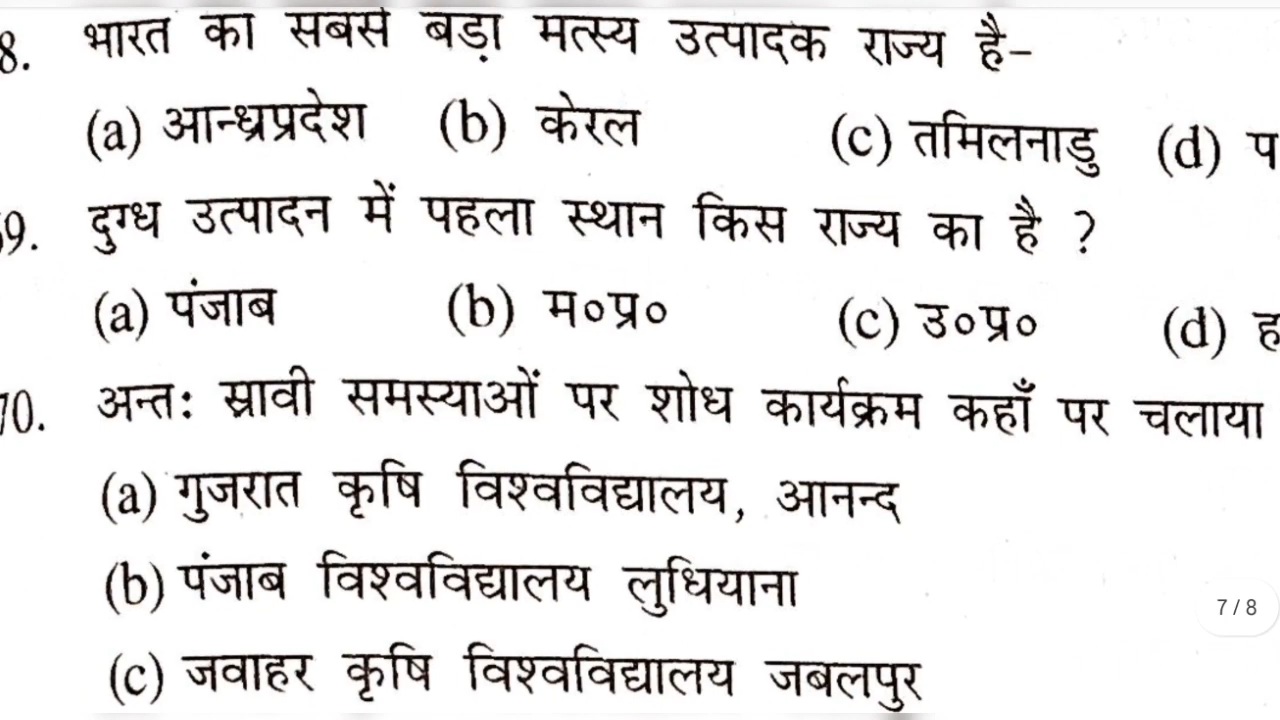 8. भारत का सबसे बड़ा मत्स्य उत्पादक राज्य है–
(a) आन्ध्रप्रदेश (b) केरल (c) तमिलनाडु (d) प
69. दुग्ध उत्पादन में पहला स्थान किस राज्य का है ?
(a) पंजाब (b) म०प्र० (c) उ०प्र० (d) ह
70. अन्तः स्रावी समस्याओं पर शोध कार्यक्रम कहाँ पर चलाया
(a) गुजरात कृषि विश्वविद्यालय, आनन्द
(b) पंजाब विश्वविद्यालय लुधियाना
7 / 8
(c) जवाहर कृषि विश्वविद्यालय जबलपुर